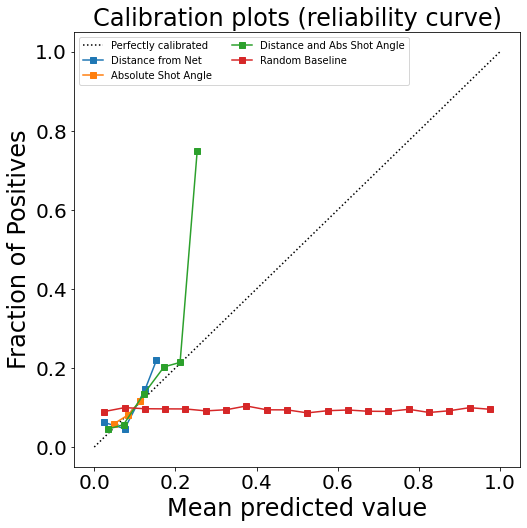 Calibration plots (reliability curve)
Perfectly calibrated
Distance from Net
Absolute Shot Angle
Distance and Abs Shot Angle
Random Baseline
Fraction of Positives
1.0
0.8
0.6
0.4
0.2
0.0
0.0 0.2 0.4 0.6 0.8 1.0
Mean predicted value